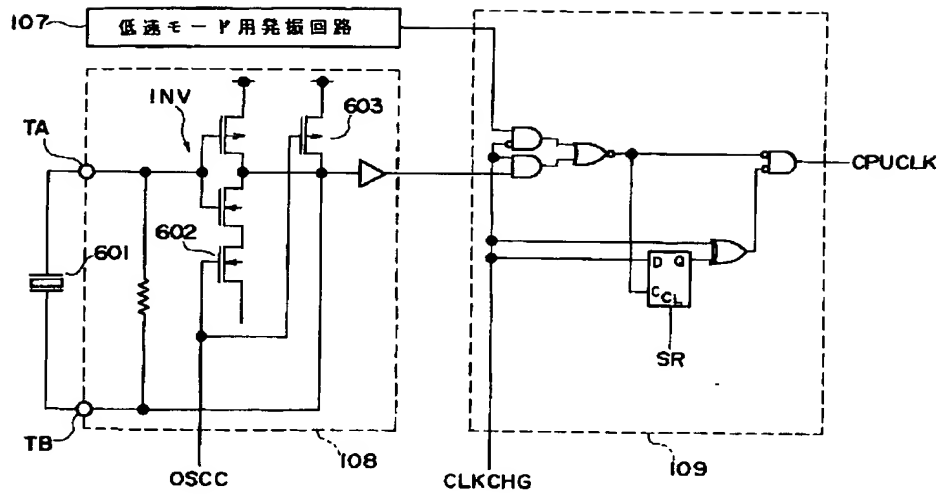 107
低速モード用発振回路
INV
603
TA
602
601
TB
OSCC
108
CPUCLK
D Q
C CL
SR
CLKCHG
109